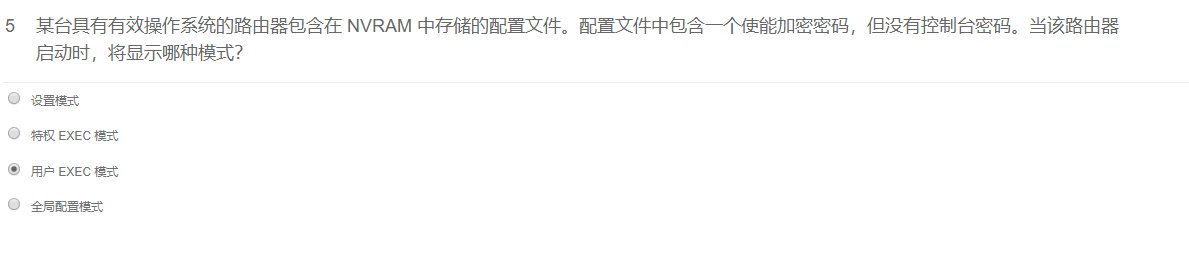 5 某台具有有效操作系统的路由器包含在 NVRAM 中存储的配置文件。配置文件中包含一个使能加密密码，但没有控制台密码。当该路由器
启动时，将显示哪种模式？
设置模式
特权 EXEC 模式
用户 EXEC 模式
全局配置模式